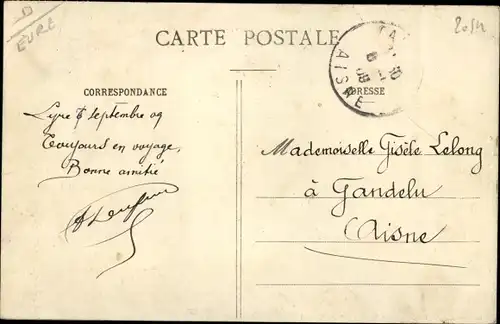 EURE
CARTE POSTALE
AISNE
CORRESPONDANCE
ADRESSE
Lyre 8 septembre 09
Toujours en voyage,
Bonne amitié
Mademoiselle Gisèle Lelong
à Gandelu
Aisne